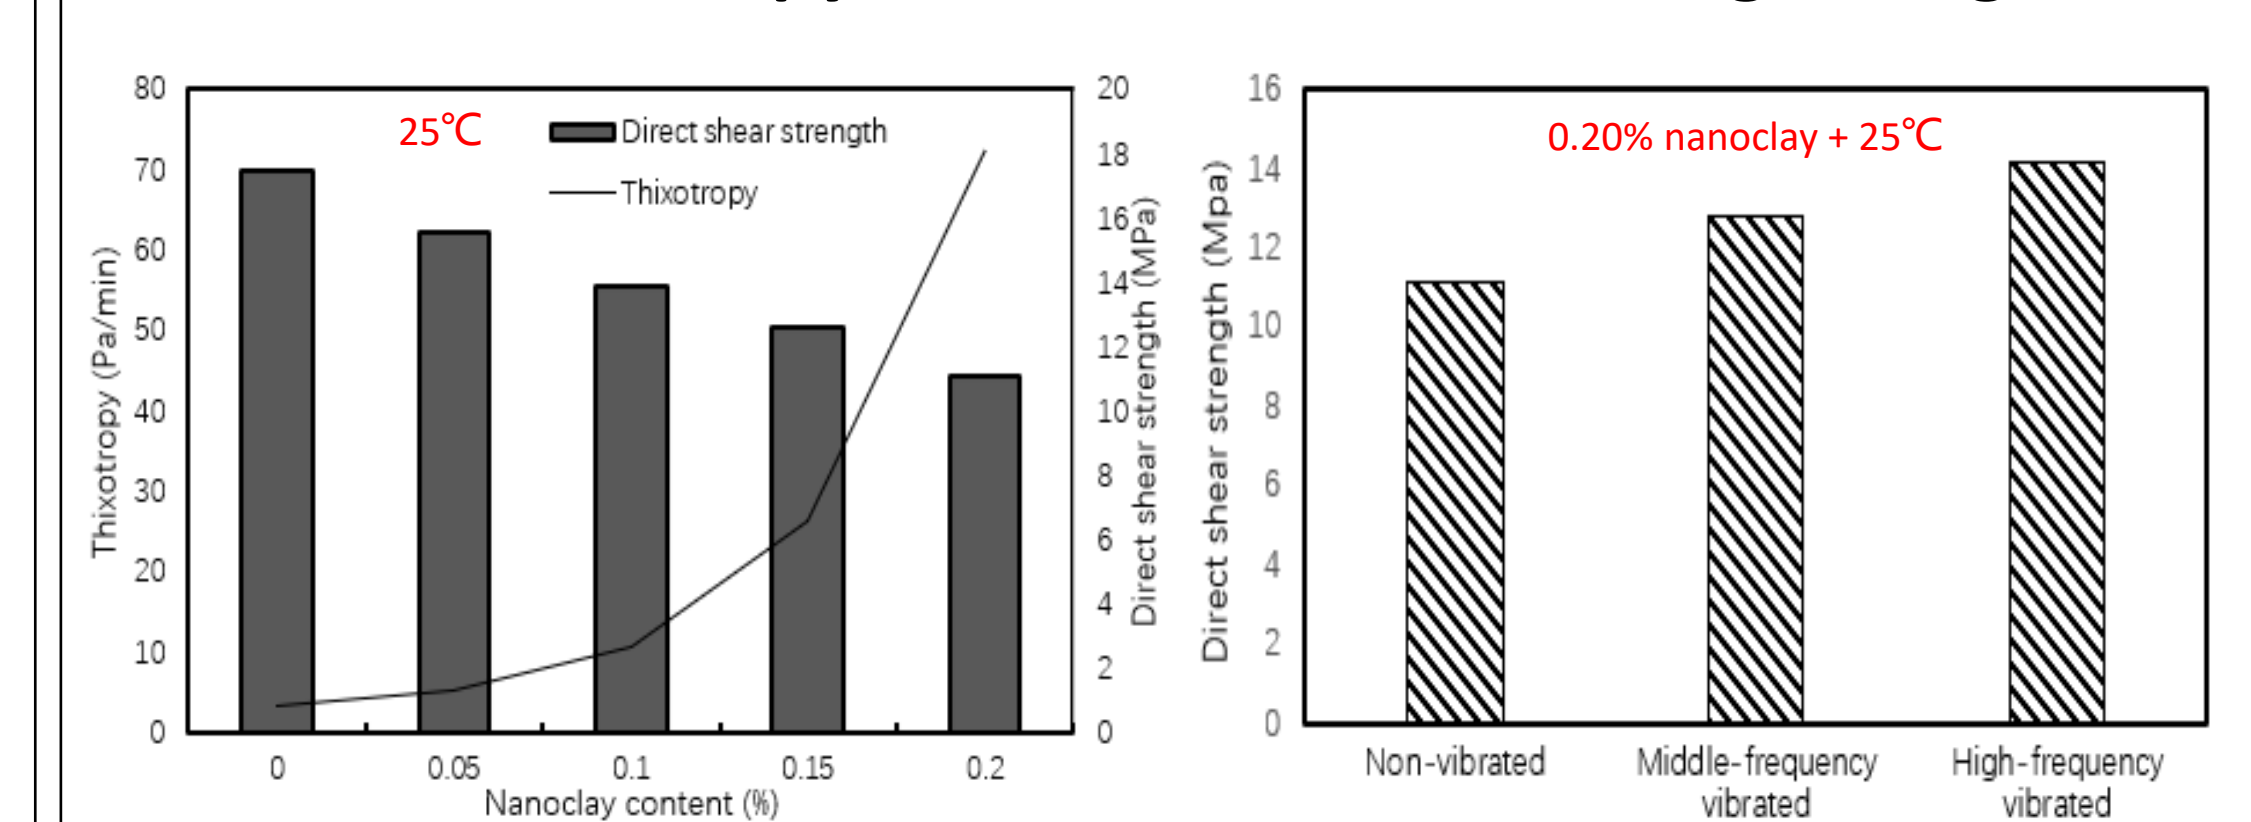 80
70
60
50
40
30
20
10
0
Thixotropy (Pa/min)
25℃
Direct shear strength
Thixotropy
20
18
16
14
12
10
8
6
4
2
0
Direct shear strength (MPa)
0
0.05
0.1
0.15
0.2
Nanoclay content (%)
16
14
12
10
8
6
4
2
0
Direct shear strength (Mpa)
0.20% nanoclay + 25℃
Non-vibrated
Middle-frequency
vibrated
High-frequency
vibrated